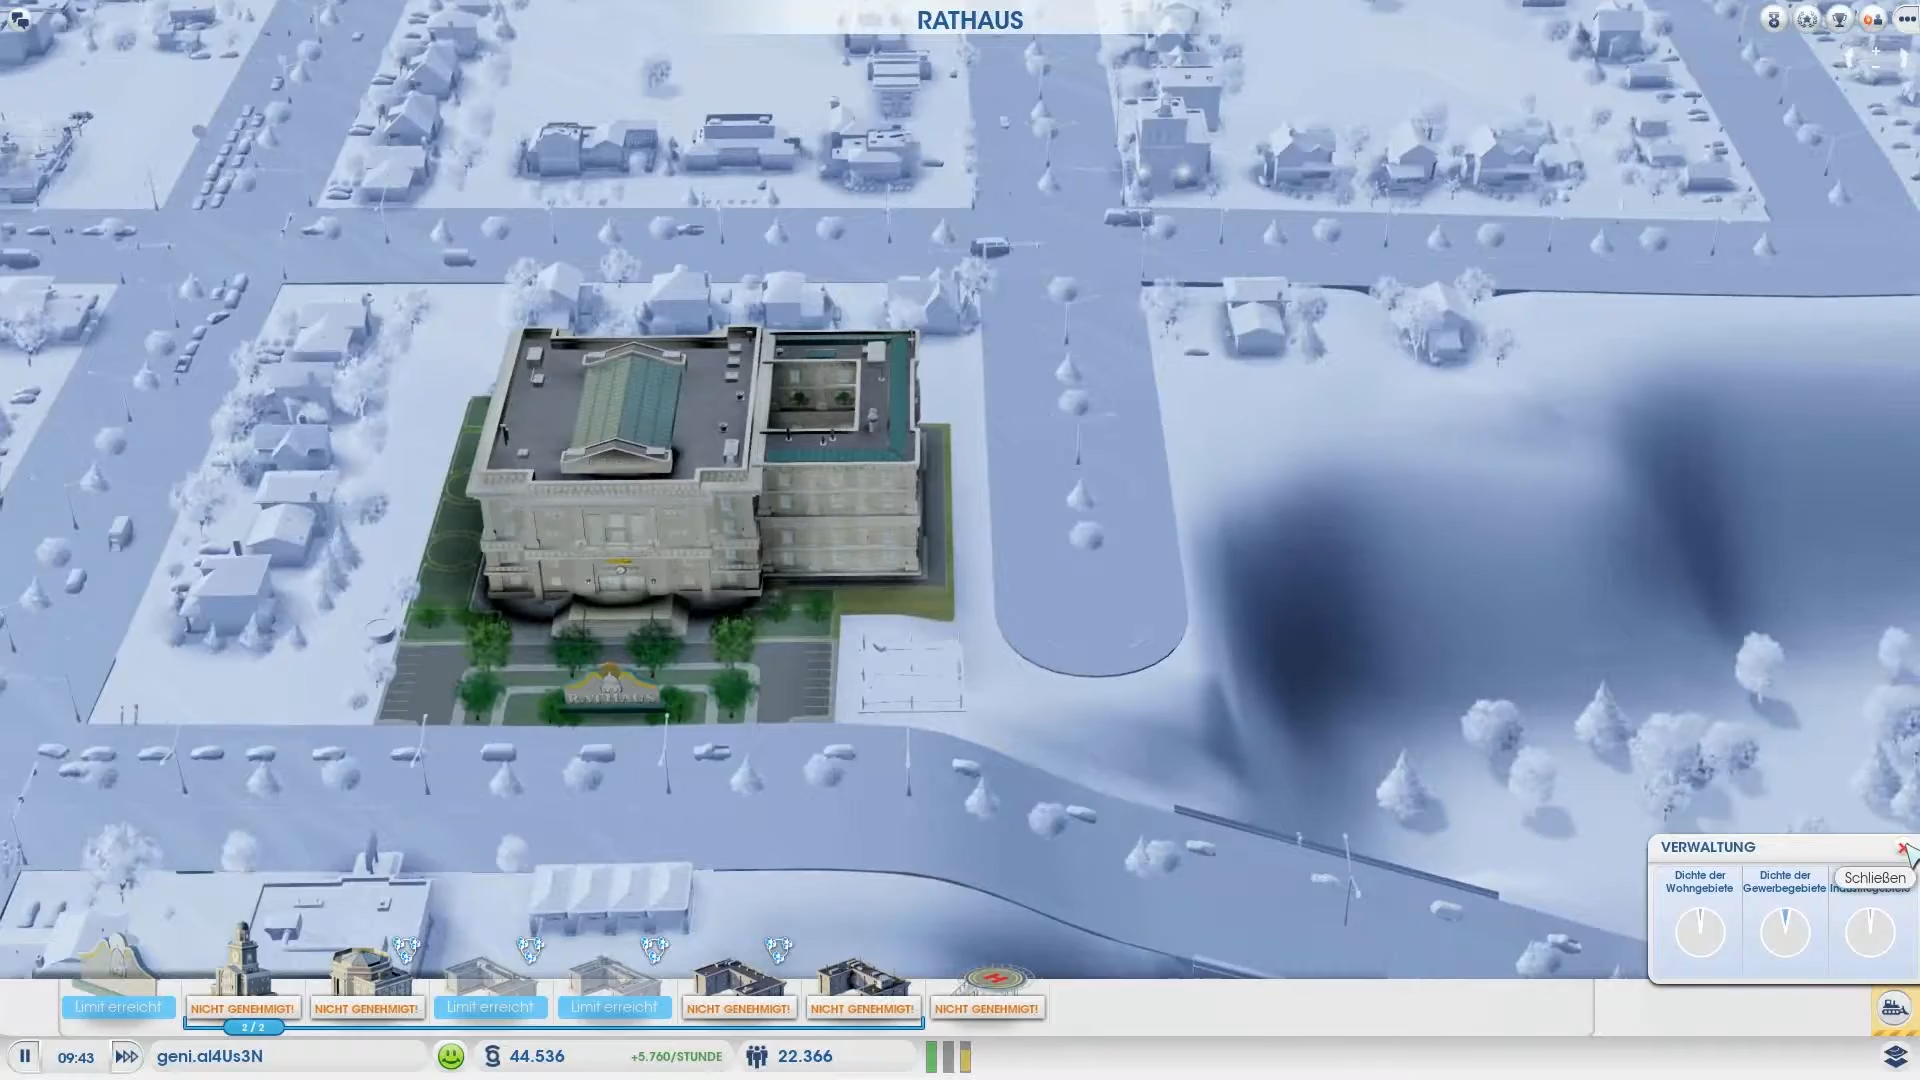 RATHAUS
RATHAUS
VERWALTUNG
Dichte der
Wohngebiete
Dichte der
Gewerbegebiete
Schließen
Industriegebiete
Limit erreicht
NICHT GENEHMIGT!
NICHT GENEHMIGT!
Limit erreicht
Limit erreicht
NICHT GENEHMIGT!
NICHT GENEHMIGT!
NICHT GENEHMIGT!
2 / 2
09:43
geni.al4Us3N
44.536
+5.760/STUNDE
22.366